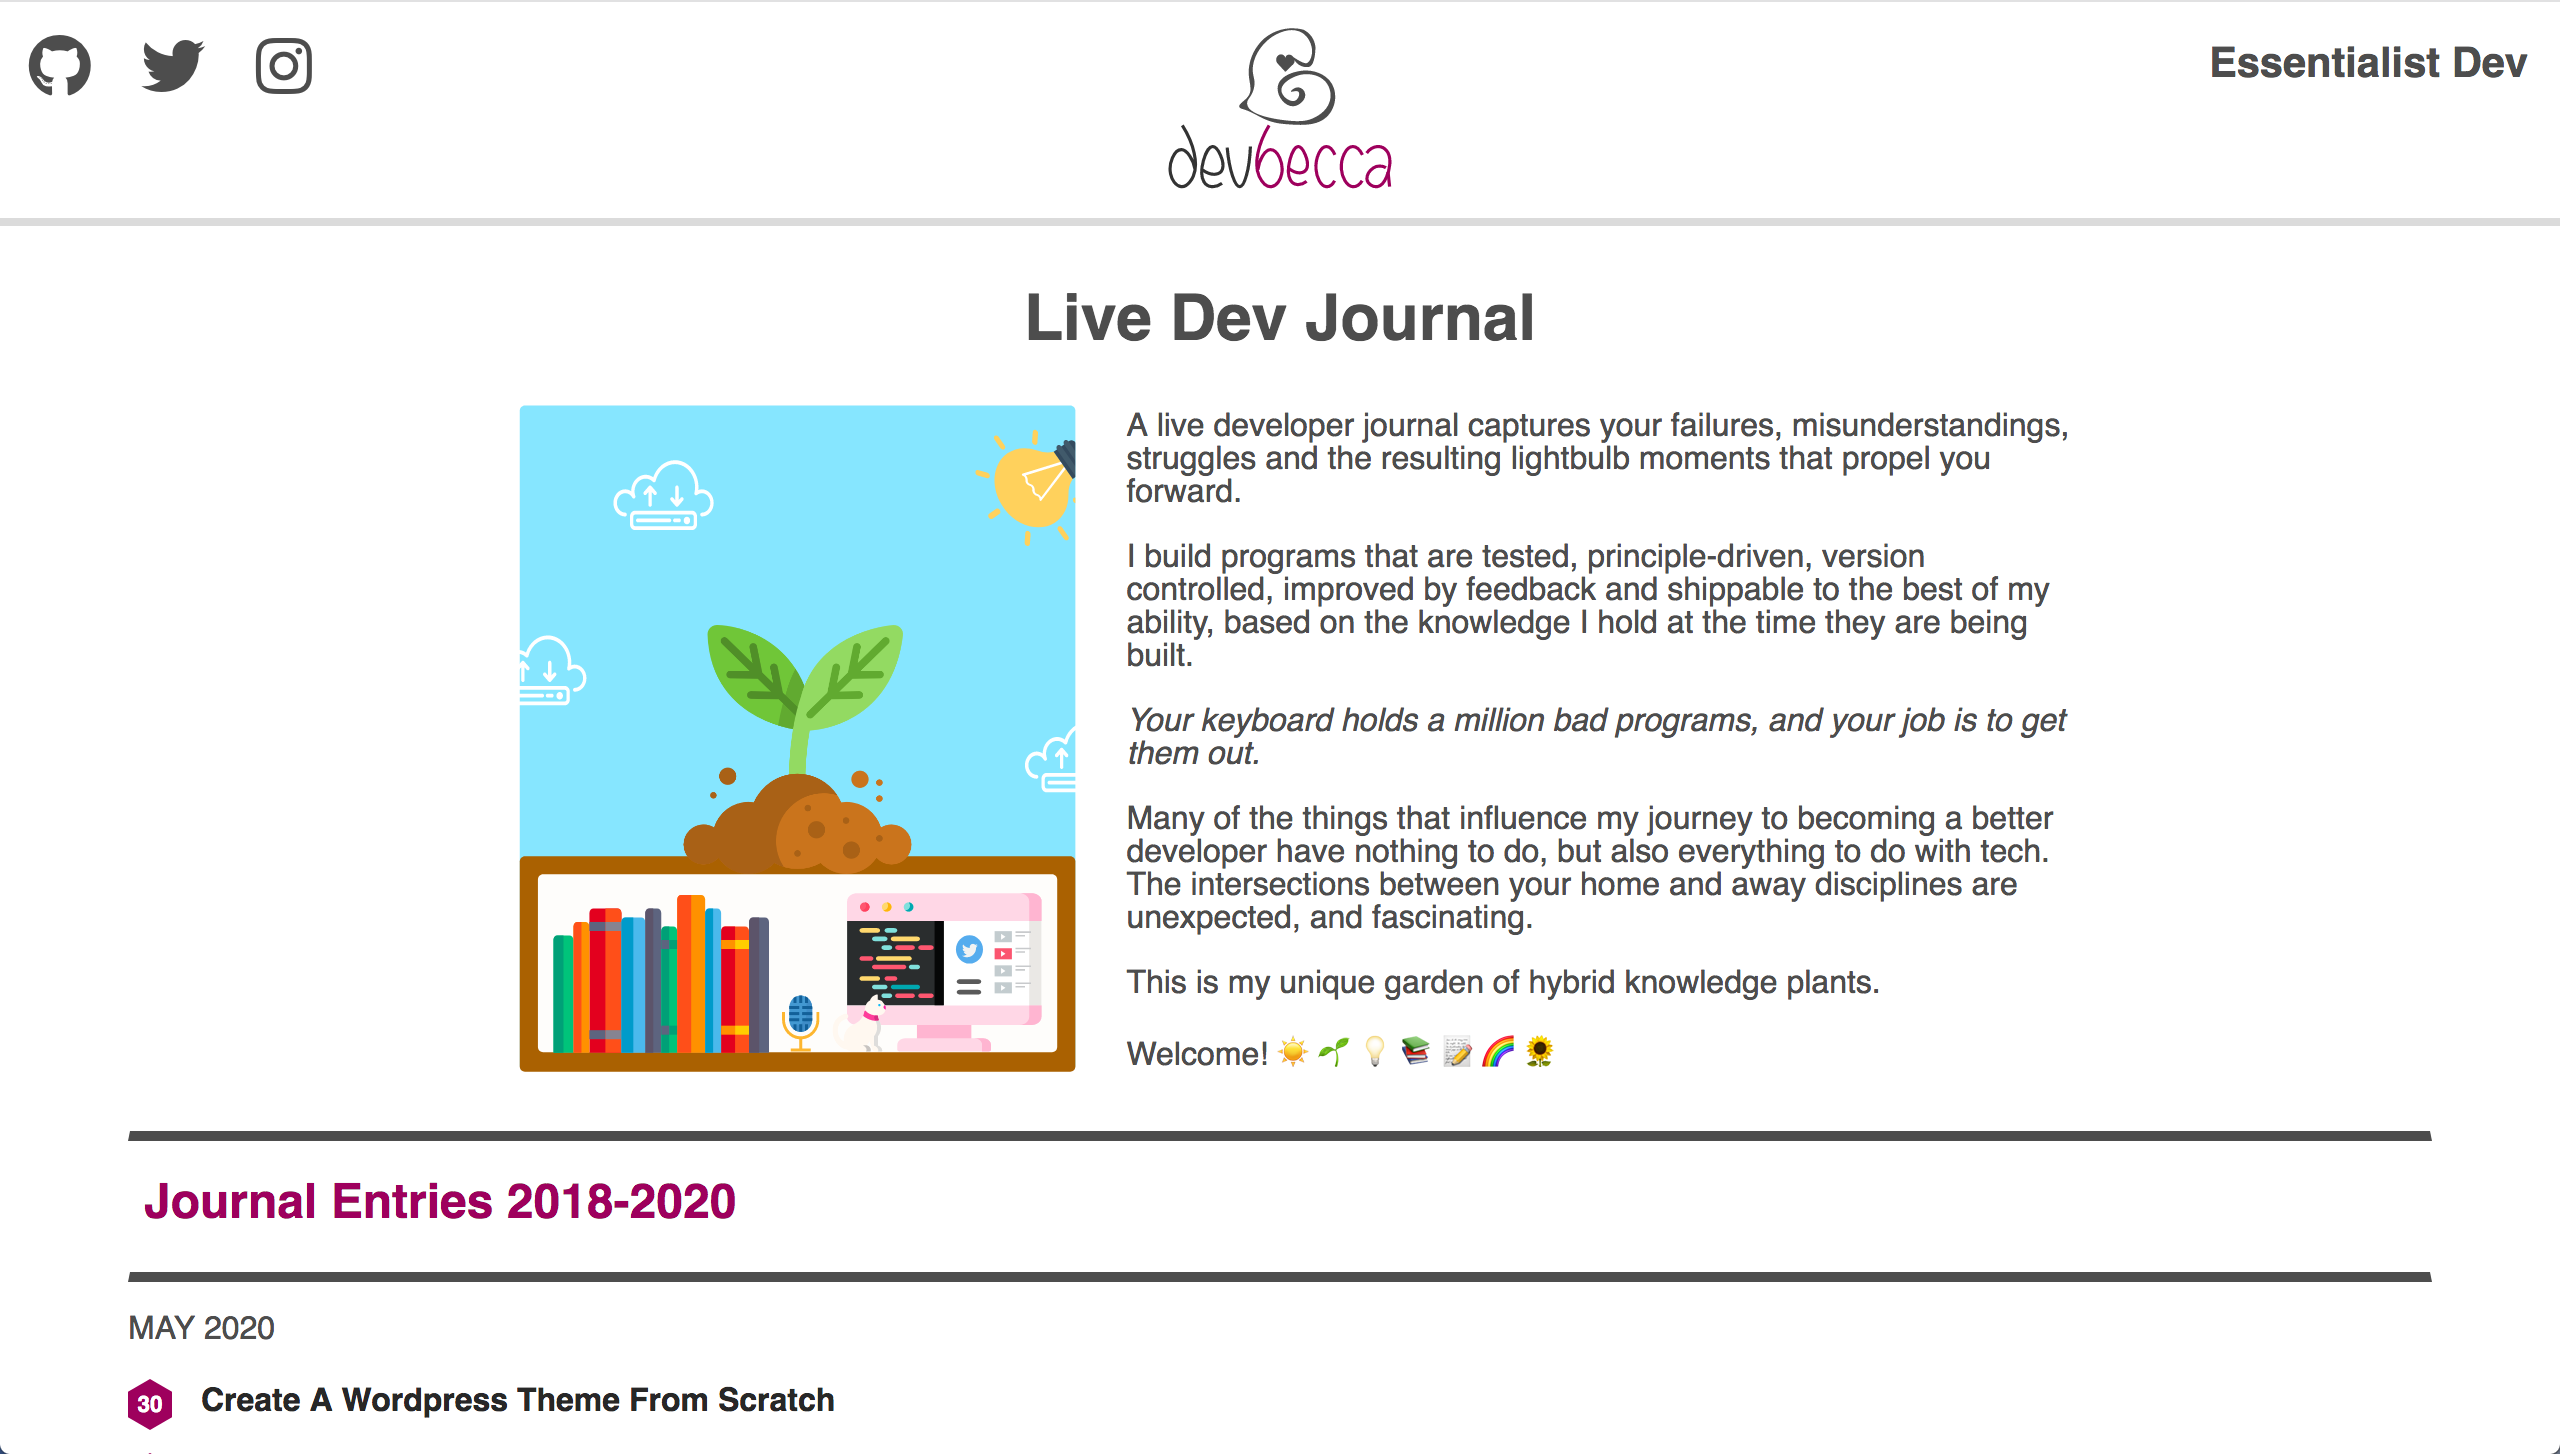 devbecca
Essentialist Dev
Live Dev Journal
A live developer journal captures your failures, misunderstandings,
struggles and the resulting lightbulb moments that propel you
forward.
I build programs that are tested, principle-driven, version
controlled, improved by feedback and shippable to the best of my
ability, based on the knowledge I hold at the time they are being
built.
Your keyboard holds a million bad programs, and your job is to get
them out.
Many of the things that influence my journey to becoming a better
developer have nothing to do, but also everything to do with tech.
The intersections between your home and away disciplines are
unexpected, and fascinating.
This is my unique garden of hybrid knowledge plants.
Welcome! ☀️ 🌱 💡 📚 📝 🌈 🌻
Journal Entries 2018-2020
MAY 2020
30 Create A Wordpress Theme From Scratch